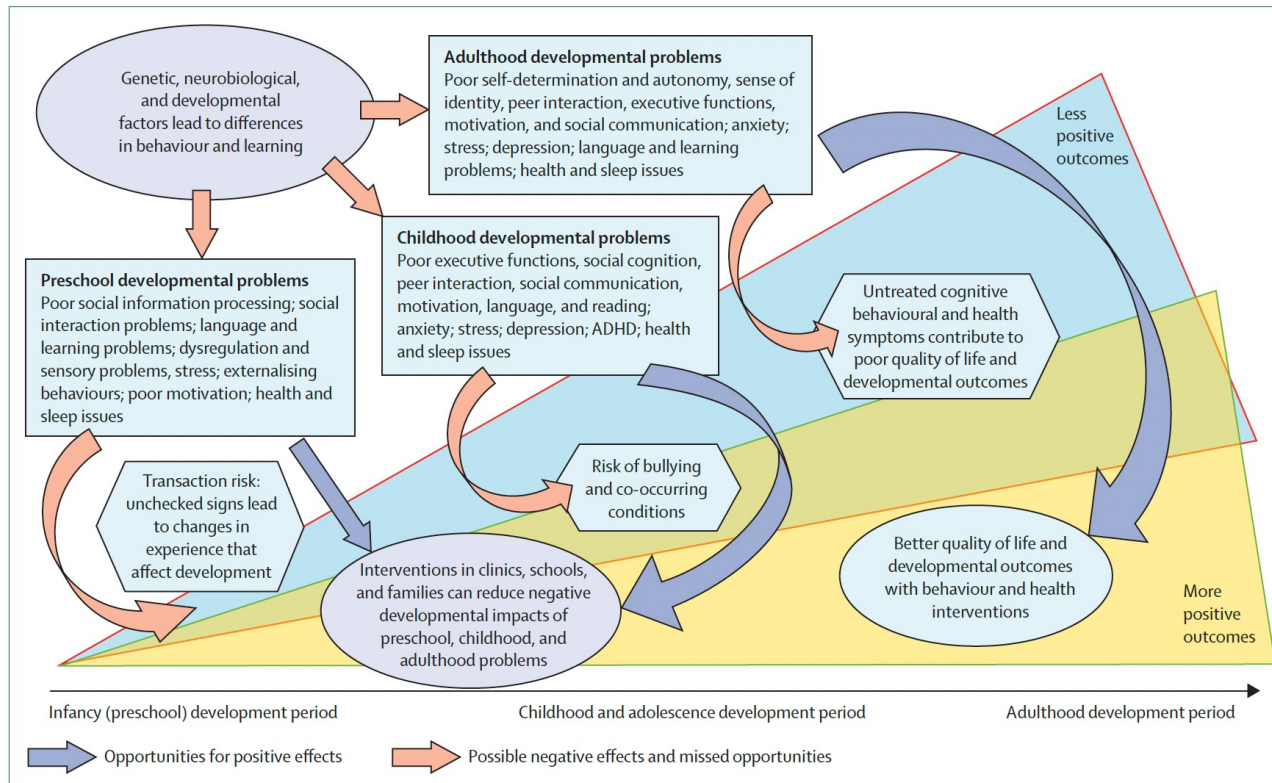 Genetic, neurobiological,
and developmental
factors lead to differences
in behaviour and learning
Adulthood developmental problems
Poor self-determination and autonomy, sense of
identity, peer interaction, executive functions,
motivation, and social communication; anxiety;
stress; depression; language and learning
problems; health and sleep issues
Less
positive
outcomes
Childhood developmental problems
Poor executive functions, social cognition,
peer interaction, social communication,
motivation, language, and reading;
anxiety; stress; depression; ADHD; health
and sleep issues
Preschool developmental problems
Poor social information processing; social
interaction problems; language and
learning problems; dysregulation and
sensory problems, stress; externalising
behaviours; poor motivation; health and
sleep issues
Untreated cognitive
behavioural and health
symptoms contribute to
poor quality of life and
developmental outcomes
Transaction risk:
unchecked signs lead
to changes in
experience that
affect development
Risk of bullying
and co-occurring
conditions
Interventions in clinics, schools,
and families can reduce negative
developmental impacts of
preschool, childhood, and
adulthood problems
Better quality of life and
developmental outcomes
with behaviour and health
interventions
More
positive
outcomes
Infancy (preschool) development period
Childhood and adolescence development period
Adulthood development period
Opportunities for positive effects
Possible negative effects and missed opportunities